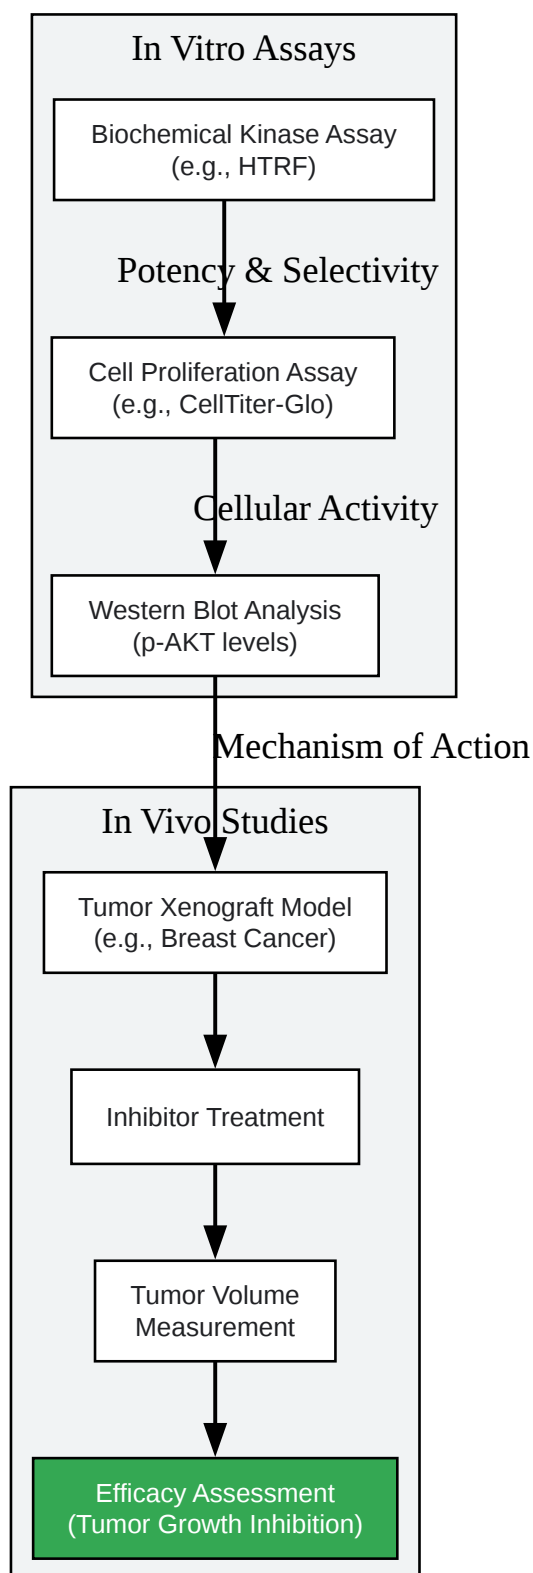 In Vitro Assays
Biochemical Kinase Assay
(e.g., HTRF)
Potency & Selectivity
Cell Proliferation Assay
(e.g., CellTiter-Glo)
Cellular Activity
Western Blot Analysis
(p-AKT levels)
Mechanism of Action
In Vivo Studies
Tumor Xenograft Model
(e.g., Breast Cancer)
Inhibitor Treatment
Tumor Volume
Measurement
Efficacy Assessment
(Tumor Growth Inhibition)